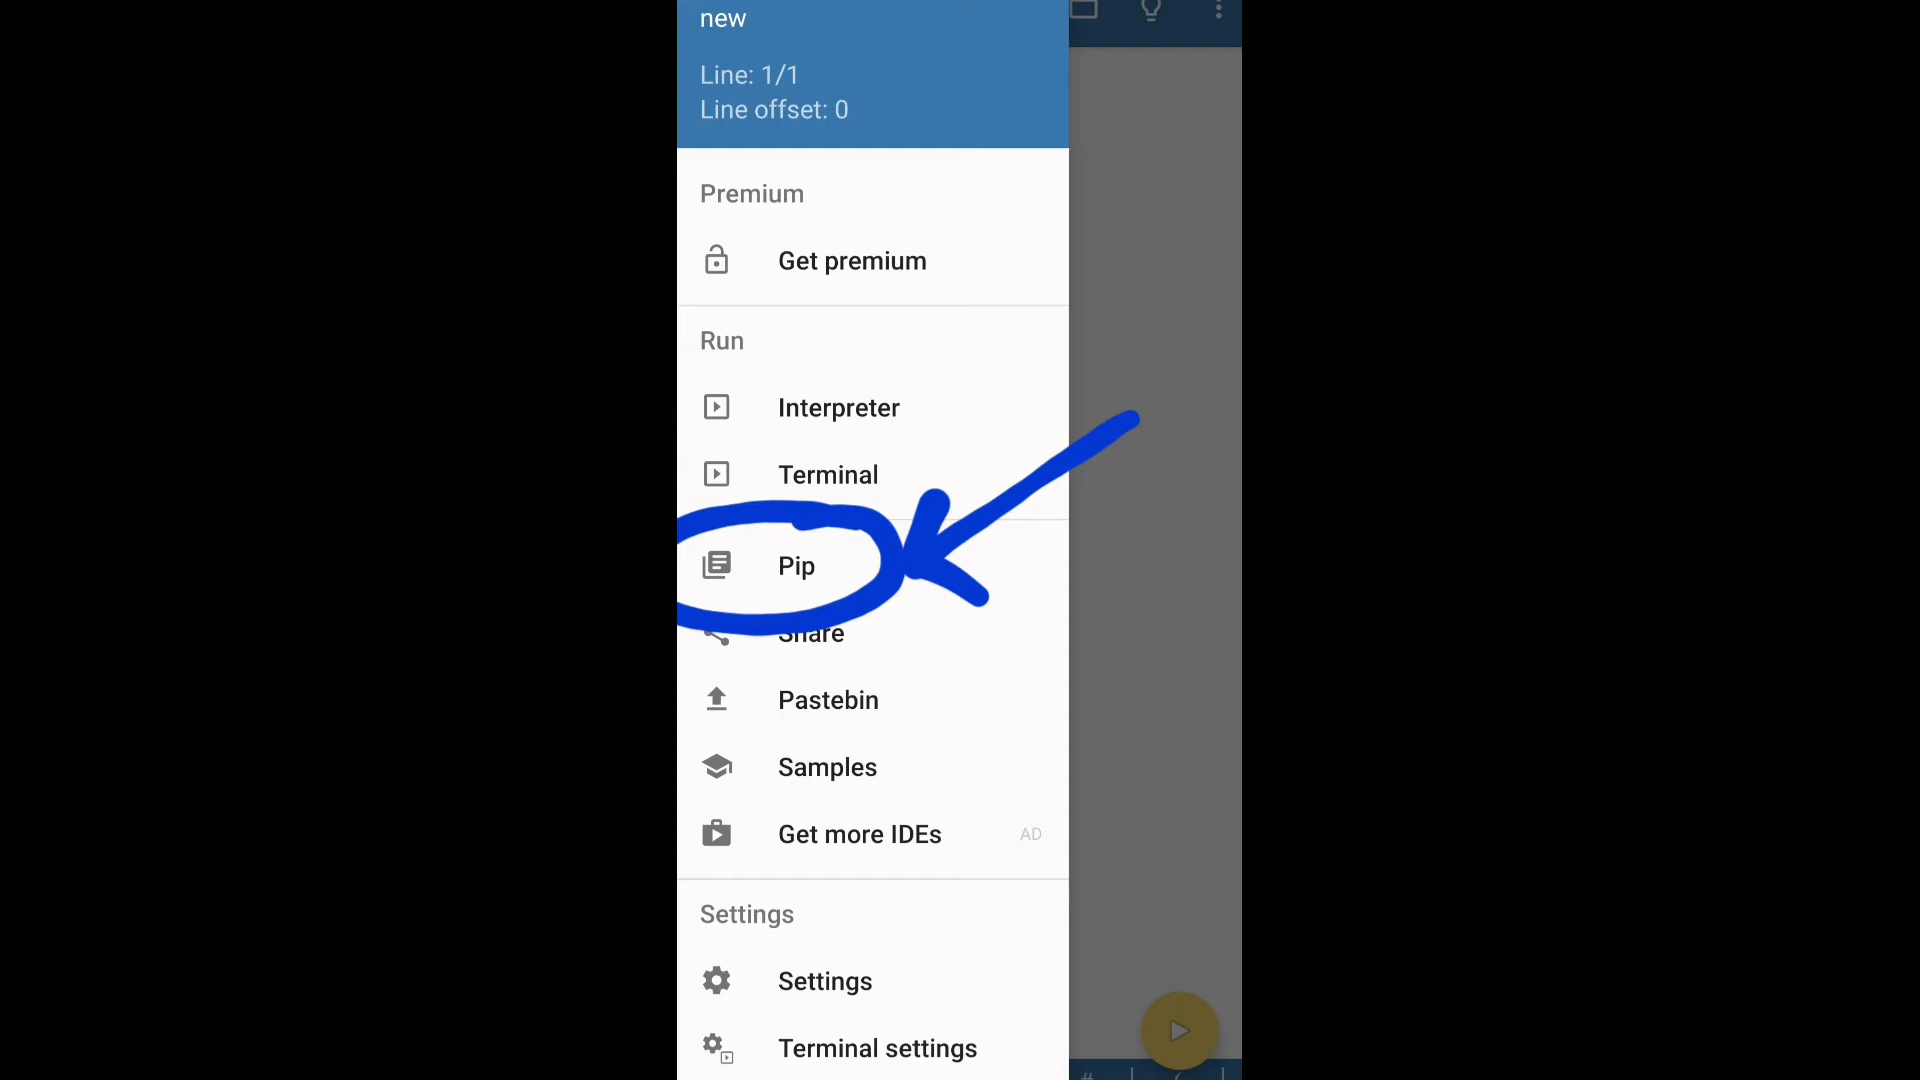 new
Line: 1/1
Line offset: 0
Premium
Get premium
Run
Interpreter
Terminal
Pip
Share
Pastebin
Samples
Get more IDEs AD
Settings
Settings
Terminal settings